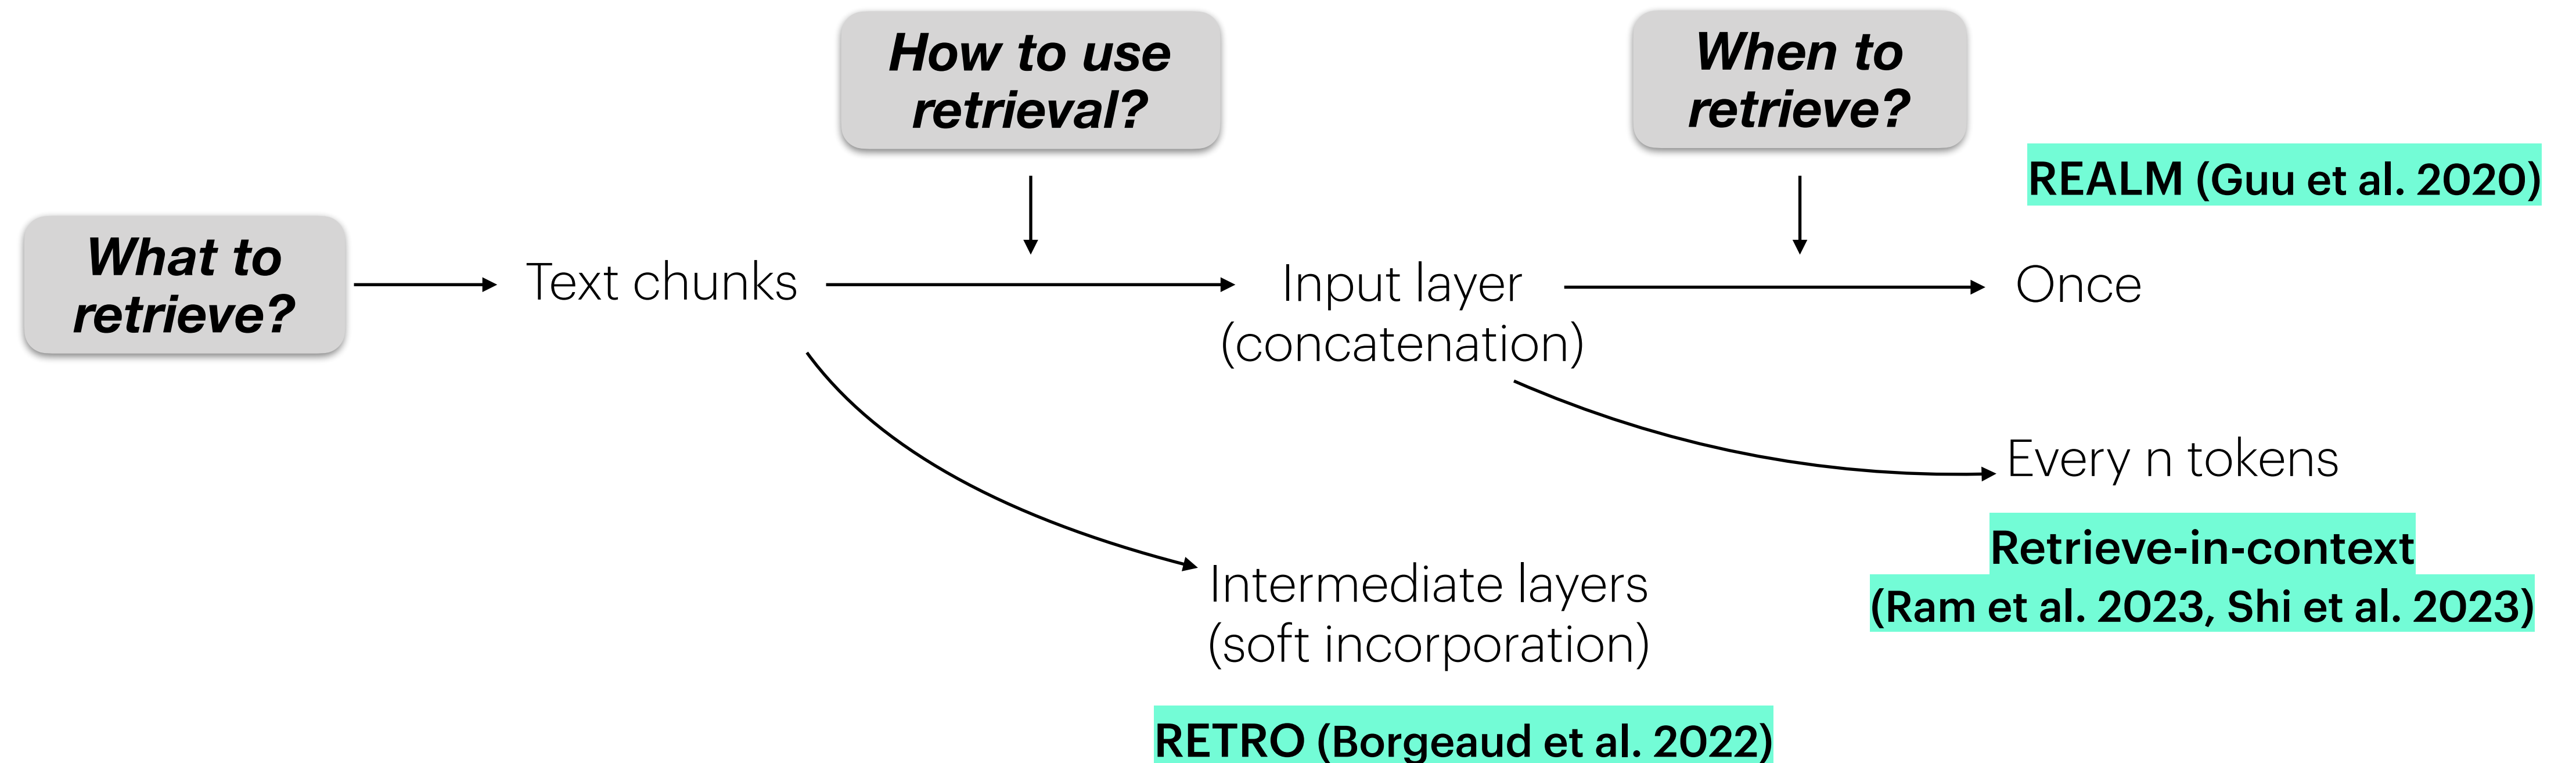 How to use
retrieval?
When to
retrieve?
REALM (Guu et al. 2020)
What to
retrieve?
Text chunks
Input layer
(concatenation)
Once
Every n tokens
Retrieve-in-context
(Ram et al. 2023, Shi et al. 2023)
Intermediate layers
(soft incorporation)
RETRO (Borgeaud et al. 2022)